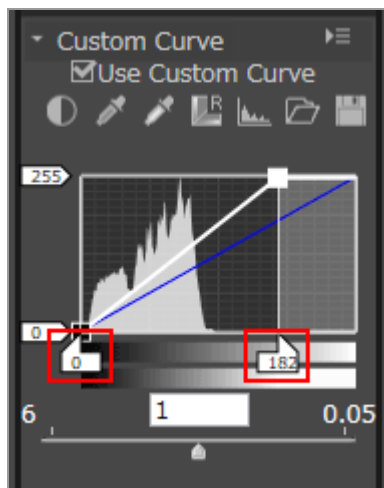 Custom Curve
Use Custom Curve
R
255
0
0 182
6 1 0.05